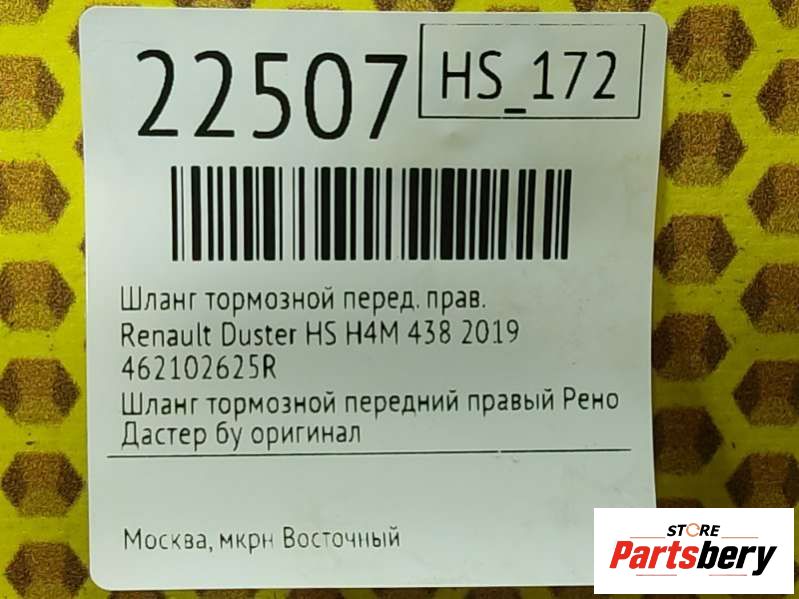 22507
HS_172
Шланг тормозной перед. прав.
Renault Duster HS H4M 438 2019
462102625R
Шланг тормозной передний правый Рено
Дастер бу оригинал
Москва, мкрн Восточный
STORE
Partsbery